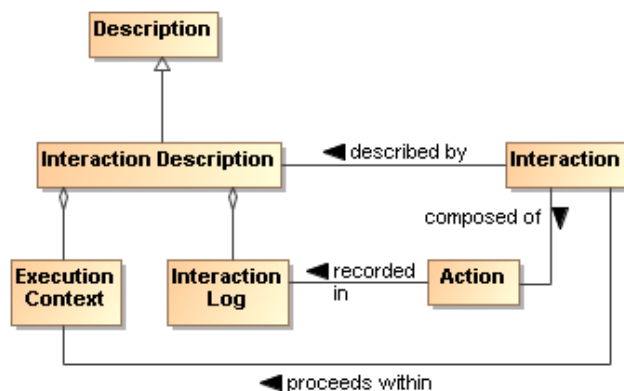 Description
Interaction Description
◄ described by
Interaction
composed of ▼
Execution
Context
Interaction
Log
◄ recorded
in
Action
◄ proceeds within